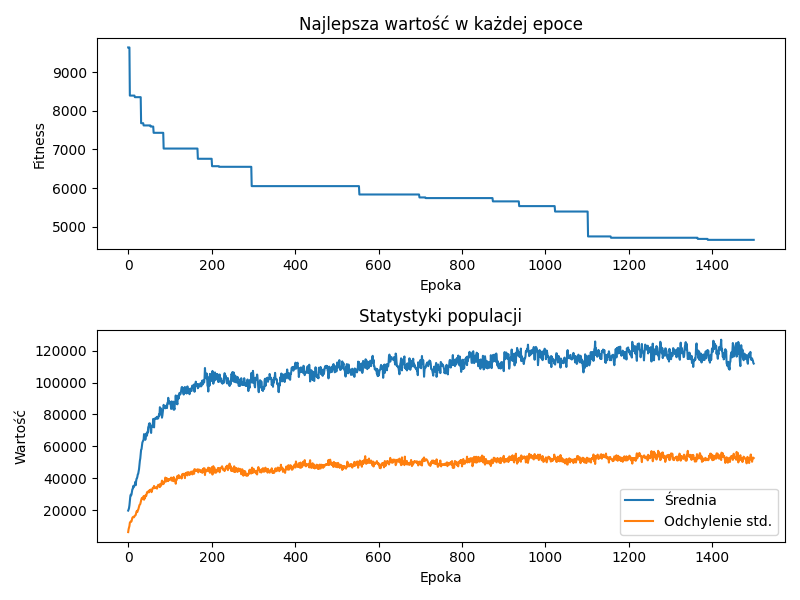 Najlepsza wartość w każdej epoce
Fitness
9000
8000
7000
6000
5000
0 200 400 600 800 1000 1200 1400
Epoka
Statystyki populacji
Wartość
120000
100000
80000
60000
40000
20000
Średnia
Odchylenie std.
0 200 400 600 800 1000 1200 1400
Epoka